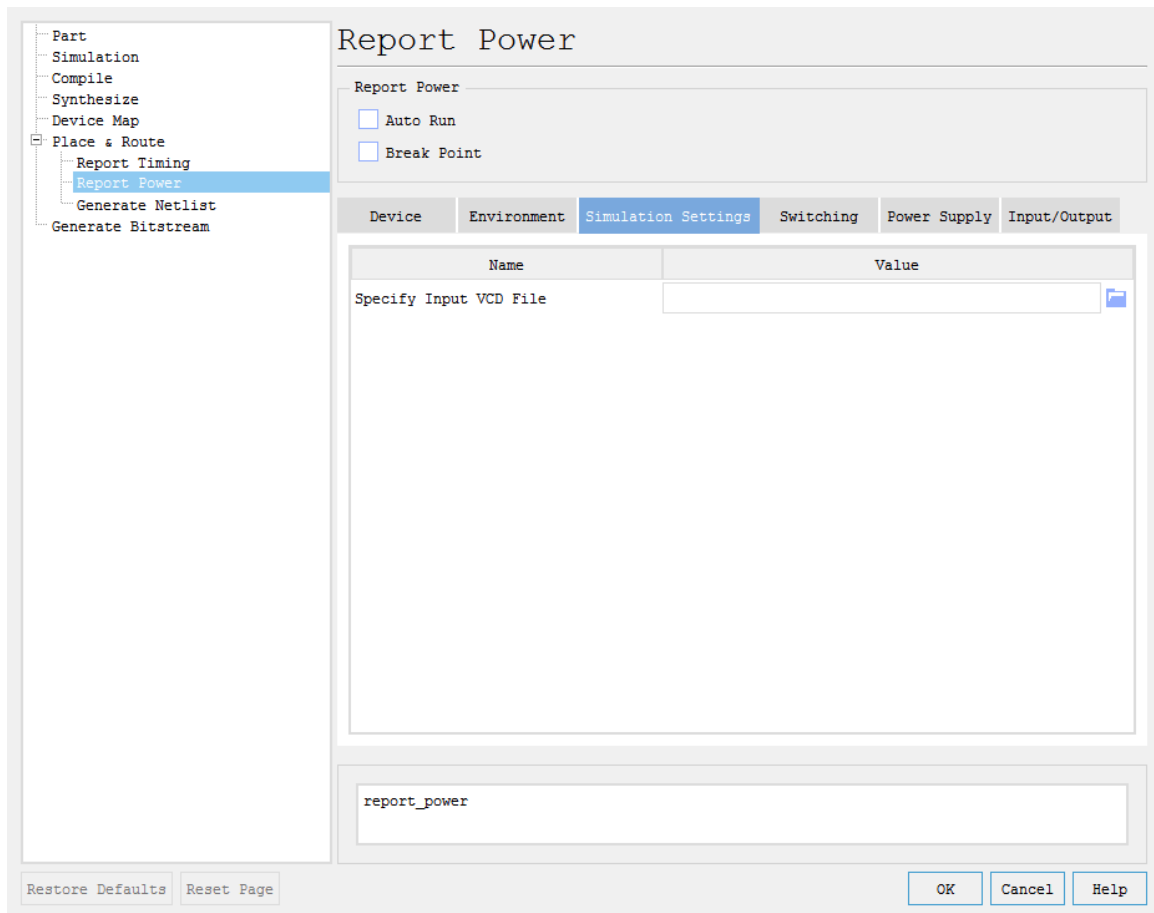 Part
Simulation
Compile
Synthesize
Device Map
Place & Route
Report Timing
Report Power
Generate Netlist
Generate Bitstream
Report Power
Report Power
Auto Run
Break Point
Device Environment Simulation Settings Switching Power Supply Input/Output
Name Value
Specify Input VCD File
report_power
Restore Defaults Reset Page OK Cancel Help